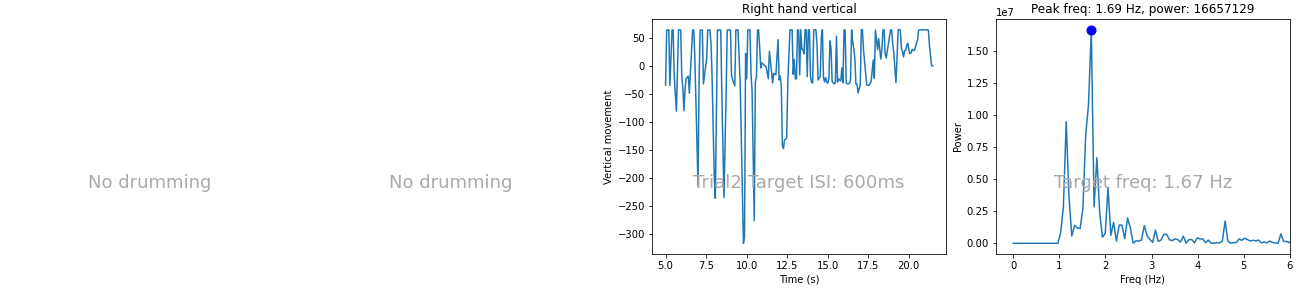 No drumming
No drumming
Right hand vertical
Vertical movement
50
0
−50
−100
−150
−200
−250
−300
Trial2 Target ISI: 600ms
5.0 7.5 10.0 12.5 15.0 17.5 20.0
Time (s)
Peak freq: 1.69 Hz, power: 16657129
1e7
Power
1.50
1.25
1.00
0.75
0.50
0.25
0.00
Target freq: 1.67 Hz
0 1 2 3 4 5 6
Freq (Hz)